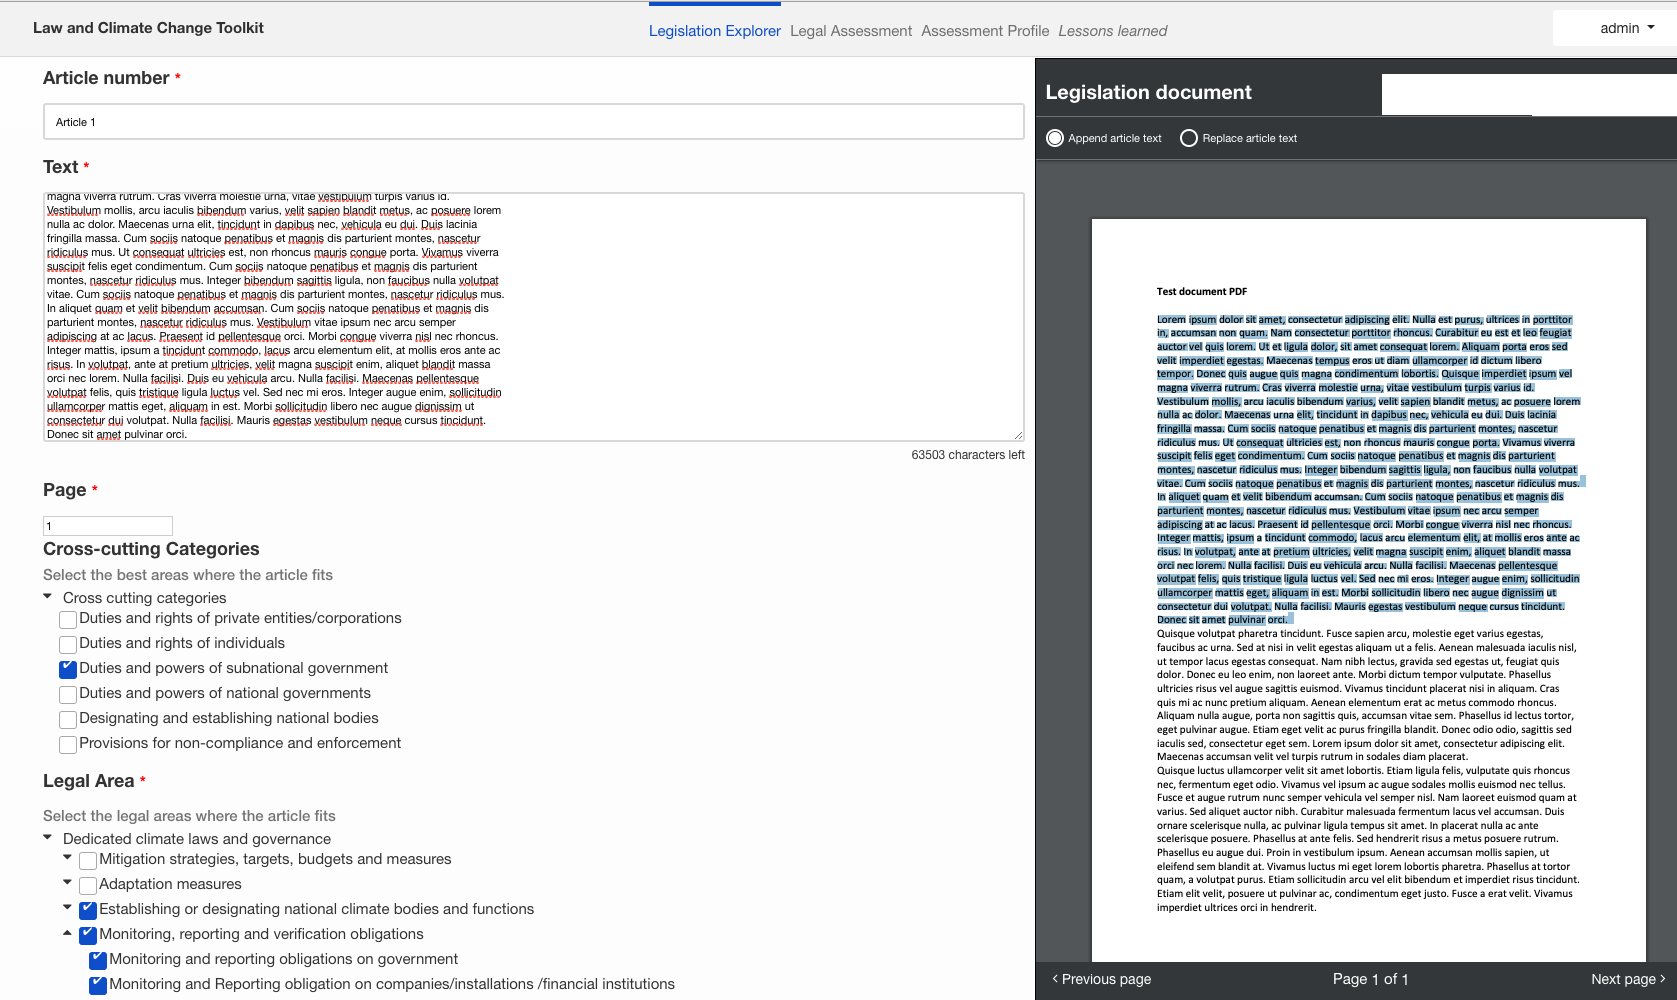 Law and Climate Change Toolkit
Legislation Explorer Legal Assessment Assessment Profile Lessons learned
admin
Article number *
Article 1
Text *
magna viverra rutrum. Cras viverra molestie urna, vitae vestibulum turpis varius id.
Vestibulum mollis, arcu iaculis bibendum varius, velit sapien blandit metus, ac posuere lorem
nulla ac dolor. Maecenas urna elit, tincidunt in dapibus nec, vehicula eu dui. Duis lacinia
fringilla massa. Cum sociis natoque penatibus et magnis dis parturient montes, nascetur
ridiculus mus. Ut consequat ultricies est, non rhoncus mauris congue porta. Vivamus viverra
suscipit felis eget condimentum. Cum sociis natoque penatibus et magnis dis parturient
montes, nascetur ridiculus mus. Integer bibendum sagittis ligula, non faucibus nulla volutpat
vitae. Cum sociis natoque penatibus et magnis dis parturient montes, nascetur ridiculus mus.
In aliquet quam et velit bibendum accumsan. Cum sociis natoque penatibus et magnis dis
parturient montes, nascetur ridiculus mus. Vestibulum vitae ipsum nec arcu semper
adipiscing at ac lacus. Praesent id pellentesque orci. Morbi congue viverra nisl nec rhoncus.
Integer mattis, ipsum a tincidunt commodo, lacus arcu elementum elit, at mollis eros ante ac
risus. In volutpat, ante at pretium ultricies, velit magna suscipit enim, aliquet blandit massa
orci nec lorem. Nulla facilisi. Duis eu vehicula arcu. Nulla facilisi. Maecenas pellentesque
volutpat felis, quis tristique ligula luctus vel. Sed nec mi eros. Integer augue enim, sollicitudin
ullamcorper mattis eget, aliquam in est. Morbi sollicitudin libero nec augue dignissim ut
consectetur dui volutpat. Nulla facilisi. Mauris egestas vestibulum neque cursus tincidunt.
Donec sit amet pulvinar orci.
63503 characters left
Page *
1
Cross-cutting Categories
Select the best areas where the article fits
Cross cutting categories
Duties and rights of private entities/corporations
Duties and rights of individuals
Duties and powers of subnational government
Duties and powers of national governments
Designating and establishing national bodies
Provisions for non-compliance and enforcement
Legal Area *
Select the legal areas where the article fits
Dedicated climate laws and governance
Mitigation strategies, targets, budgets and measures
Adaptation measures
Establishing or designating national climate bodies and functions
Monitoring, reporting and verification obligations
Monitoring and reporting obligations on government
Monitoring and Reporting obligation on companies/installations /financial institutions
Legislation document
Append article text Replace article text
Test document PDF
Lorem ipsum dolor sit amet, consectetur adipiscing elit. Nulla est purus, ultrices in porttitor
in, accumsan non quam. Nam consectetur porttitor rhoncus. Curabitur eu est et leo feugiat
auctor vel quis lorem. Ut et ligula dolor, sit amet consequat lorem. Aliquam porta eros sed
velit imperdiet egestas. Maecenas tempus eros ut diam ullamcorper id dictum libero
tempor. Donec quis augue quis magna condimentum lobortis. Quisque imperdiet ipsum vel
magna viverra rutrum. Cras viverra molestie urna, vitae vestibulum turpis varius id.
Vestibulum mollis, arcu iaculis bibendum varius, velit sapien blandit metus, ac posuere lorem
nulla ac dolor. Maecenas urna elit, tincidunt in dapibus nec, vehicula eu dui. Duis lacinia
fringilla massa. Cum sociis natoque penatibus et magnis dis parturient montes, nascetur
ridiculus mus. Ut consequat ultricies est, non rhoncus mauris congue porta. Vivamus viverra
suscipit felis eget condimentum. Cum sociis natoque penatibus et magnis dis parturient
montes, nascetur ridiculus mus. Integer bibendum sagittis ligula, non faucibus nulla volutpat
vitae. Cum sociis natoque penatibus et magnis dis parturient montes, nascetur ridiculus mus.
In aliquet quam et velit bibendum accumsan. Cum sociis natoque penatibus et magnis dis
parturient montes, nascetur ridiculus mus. Vestibulum vitae ipsum nec arcu semper
adipiscing at ac lacus. Praesent id pellentesque orci. Morbi congue viverra nisl nec rhoncus.
Integer mattis, ipsum a tincidunt commodo, lacus arcu elementum elit, at mollis eros ante ac
risus. In volutpat, ante at pretium ultricies, velit magna suscipit enim, aliquet blandit massa
orci nec lorem. Nulla facilisi. Duis eu vehicula arcu. Nulla facilisi. Maecenas pellentesque
volutpat felis, quis tristique ligula luctus vel. Sed nec mi eros. Integer augue enim, sollicitudin
ullamcorper mattis eget, aliquam in est. Morbi sollicitudin libero nec augue dignissim ut
consectetur dui volutpat. Nulla facilisi. Mauris egestas vestibulum neque cursus tincidunt.
Donec sit amet pulvinar orci.
Quisque volutpat pharetra tincidunt. Fusce sapien arcu, molestie eget varius egestas,
faucibus ac urna. Sed at nisi in velit egestas aliquam ut a felis. Aenean malesuada iaculis nisl,
ut tempor lacus egestas consequat. Nam nibh lectus, gravida sed egestas ut, feugiat quis
dolor. Donec eu leo enim, non laoreet ante. Morbi dictum tempor vulputate. Phasellus
ultricies risus vel augue sagittis euismod. Vivamus tincidunt placerat nisi in aliquam. Cras
quis mi ac nunc pretium aliquam. Aenean elementum erat ac metus commodo rhoncus.
Aliquam nulla augue, porta non sagittis quis, accumsan vitae sem. Phasellus id lectus tortor,
eget pulvinar augue. Etiam eget velit ac purus fringilla blandit. Donec odio odio, sagittis sed
iaculis sed, consectetur eget sem. Lorem ipsum dolor sit amet, consectetur adipiscing elit.
Maecenas accumsan velit vel turpis rutrum in sodales diam placerat.
Quisque luctus ullamcorper velit sit amet lobortis. Etiam ligula felis, vulputate quis rhoncus
nec, fermentum eget odio. Vivamus vel ipsum ac augue sodales mollis euismod nec tellus.
Fusce et augue rutrum nunc semper vehicula vel semper nisl. Nam laoreet euismod quam at
varius. Sed aliquet auctor nibh. Curabitur malesuada fermentum lacus vel accumsan. Duis
ornare scelerisque nulla, ac pulvinar ligula tempus sit amet. In placerat nulla ac ante
scelerisque posuere. Phasellus at ante felis. Sed hendrerit risus a metus posuere rutrum.
Phasellus eu augue dui. Proin in vestibulum ipsum. Aenean accumsan mollis sapien, ut
eleifend sem blandit at. Vivamus luctus mi eget lorem lobortis pharetra. Phasellus at tortor
quam, a volutpat purus. Etiam sollicitudin arcu vel elit bibendum et imperdiet risus tincidunt.
Etiam elit velit, posuere ut pulvinar ac, condimentum eget justo. Fusce a erat velit. Vivamus
imperdiet ultrices orci in hendrerit.
Previous page Page 1 of 1 Next page